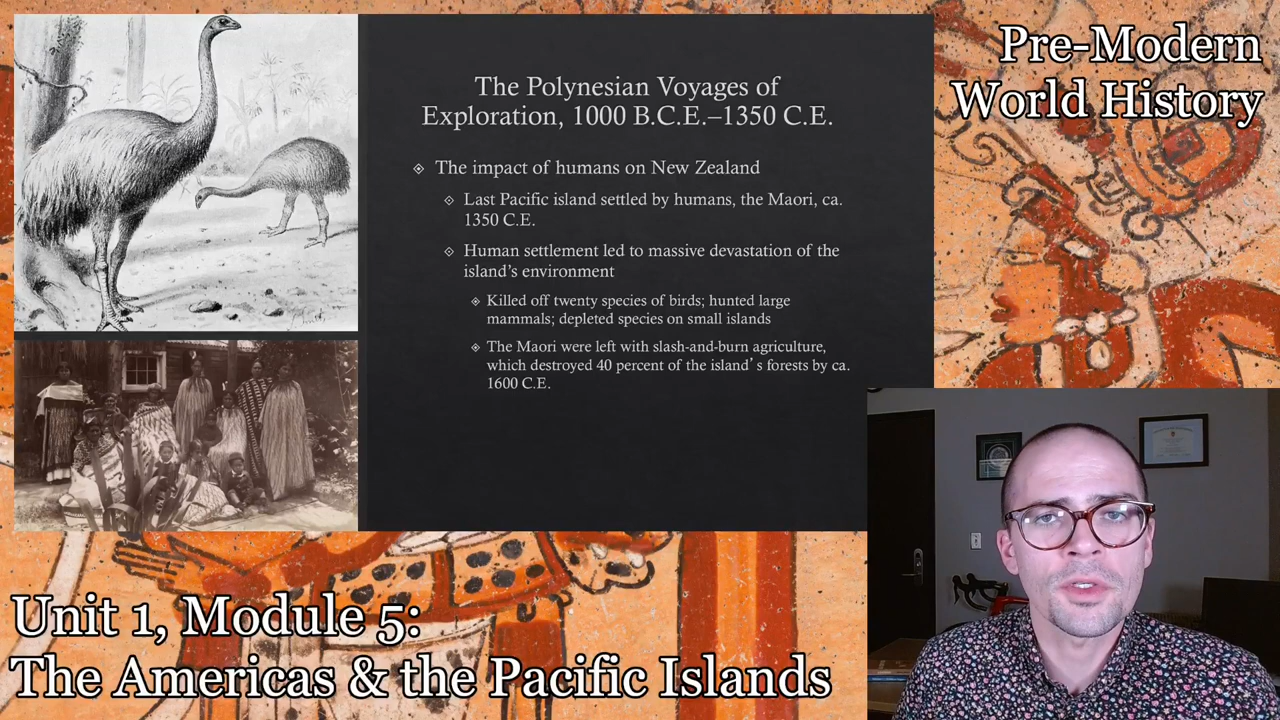 Pre-Modern
World History
The Polynesian Voyages of
Exploration, 1000 B.C.E.–1350 C.E.
The impact of humans on New Zealand
Last Pacific island settled by humans, the Maori, ca.
1350 C.E.
Human settlement led to massive devastation of the
island's environment
Killed off twenty species of birds; hunted large
mammals; depleted species on small islands
The Maori were left with slash-and-burn agriculture,
which destroyed 40 percent of the island's forests by ca.
1600 C.E.
Unit 1, Module 5:
The Americas & the Pacific Islands